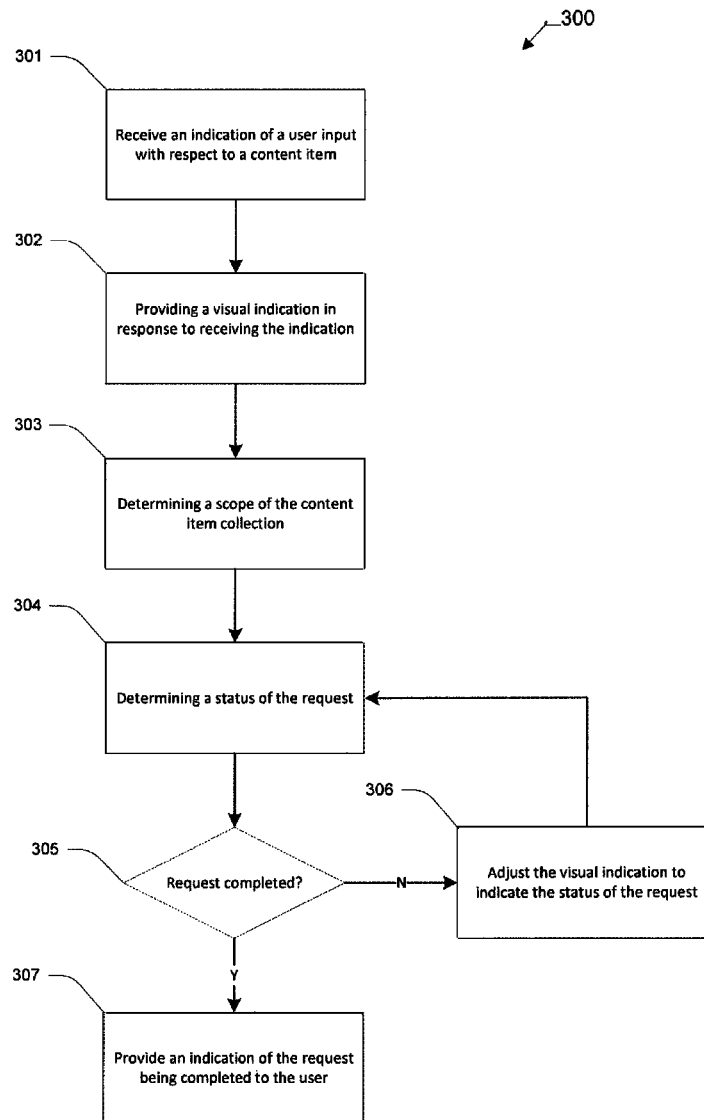 300
301
Receive an indication of a user input
with respect to a content item
302
Providing a visual indication in
response to receiving the indication
303
Determining a scope of the content
item collection
304
Determining a status of the request
305
Request completed?
N
306
Adjust the visual indication to
indicate the status of the request
Y
307
Provide an indication of the request
being completed to the user